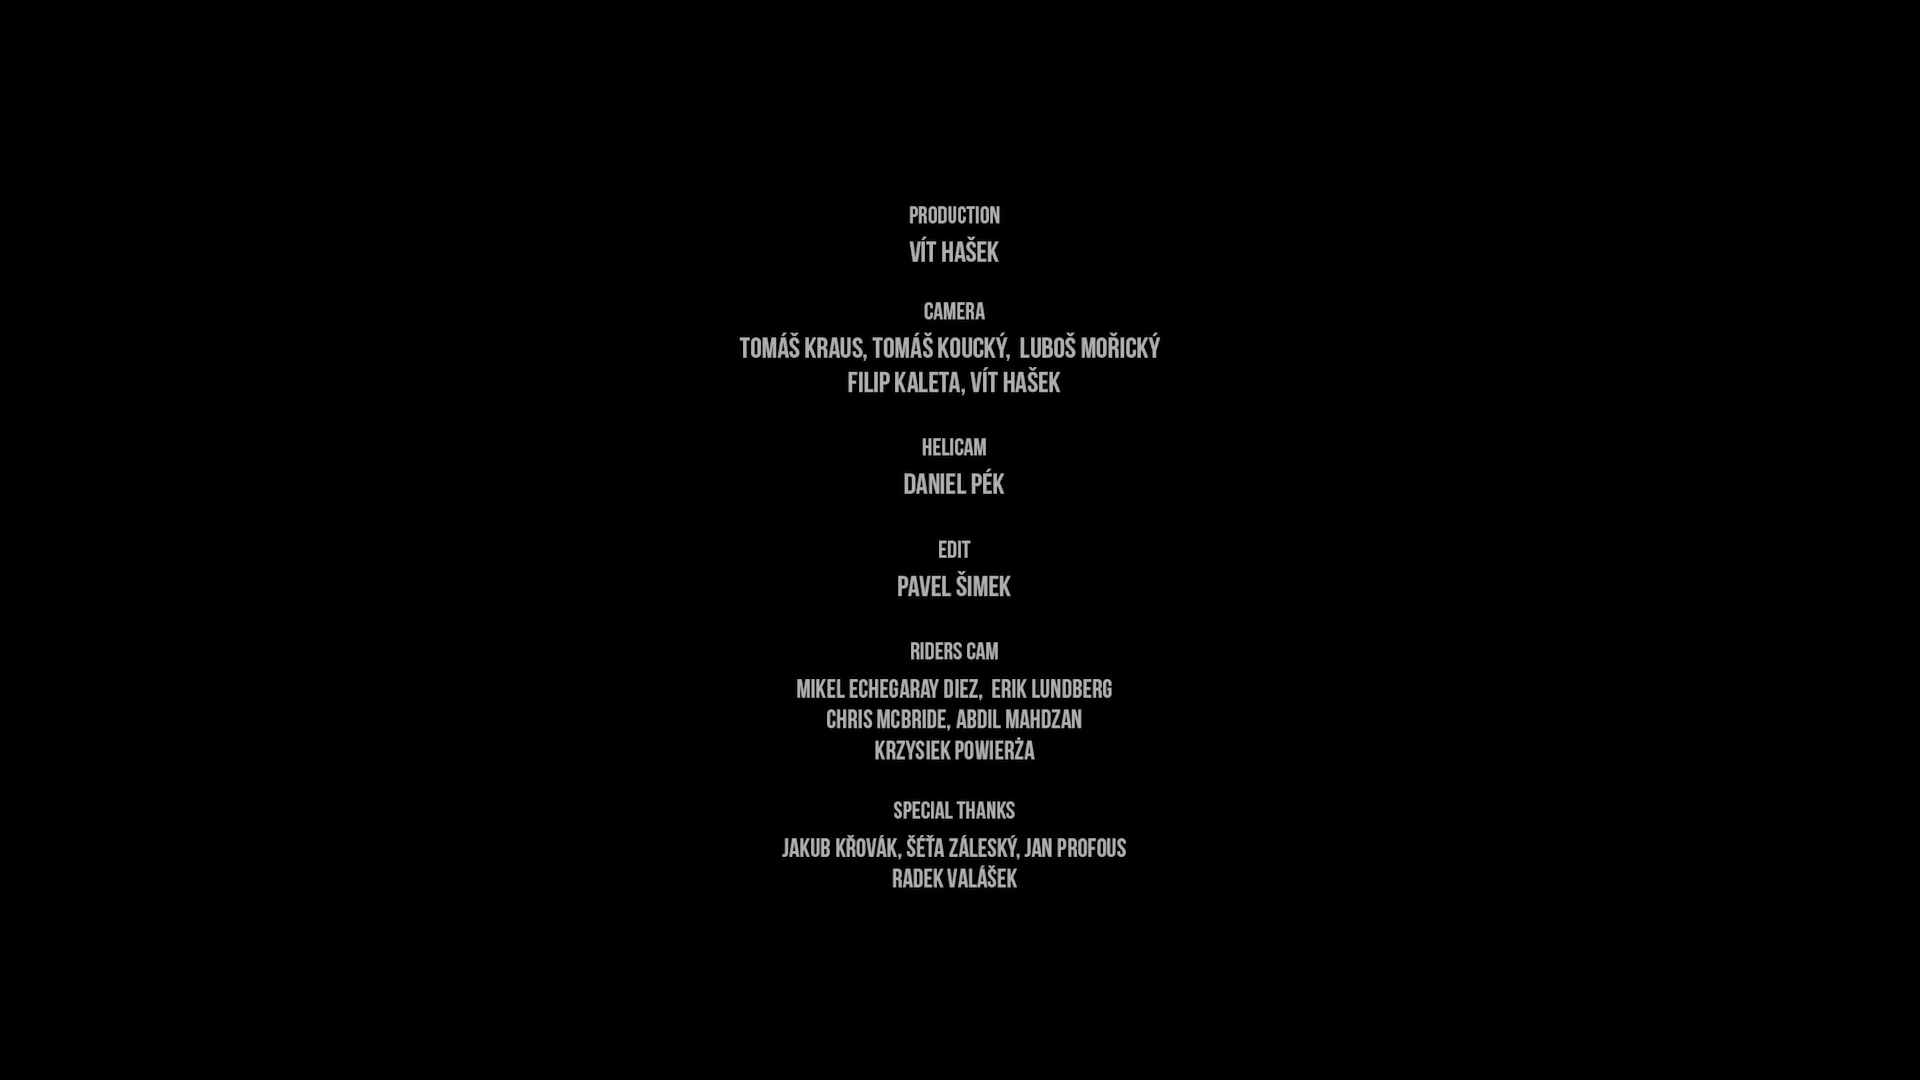 PRODUCTION
VÍT HAŠEK
CAMERA
TOMÁŠ KRAUS, TOMÁŠ KOUCKÝ, LUBOŠ MOŘICKÝ
FILIP KALETA, VÍT HAŠEK
HELICAM
DANIEL PÉK
EDIT
PAVEL ŠIMEK
RIDERS CAM
MIKEL ECHEGARAY DIEZ, ERIK LUNDBERG
CHRIS MCBRIDE, ABDIL MAHDZAN
KRZYSIEK POWIERŻA
SPECIAL THANKS
JAKUB KŘOVÁK, ŠÉŤA ZÁLESKÝ, JAN PROFOUS
RADEK VALÁŠEK